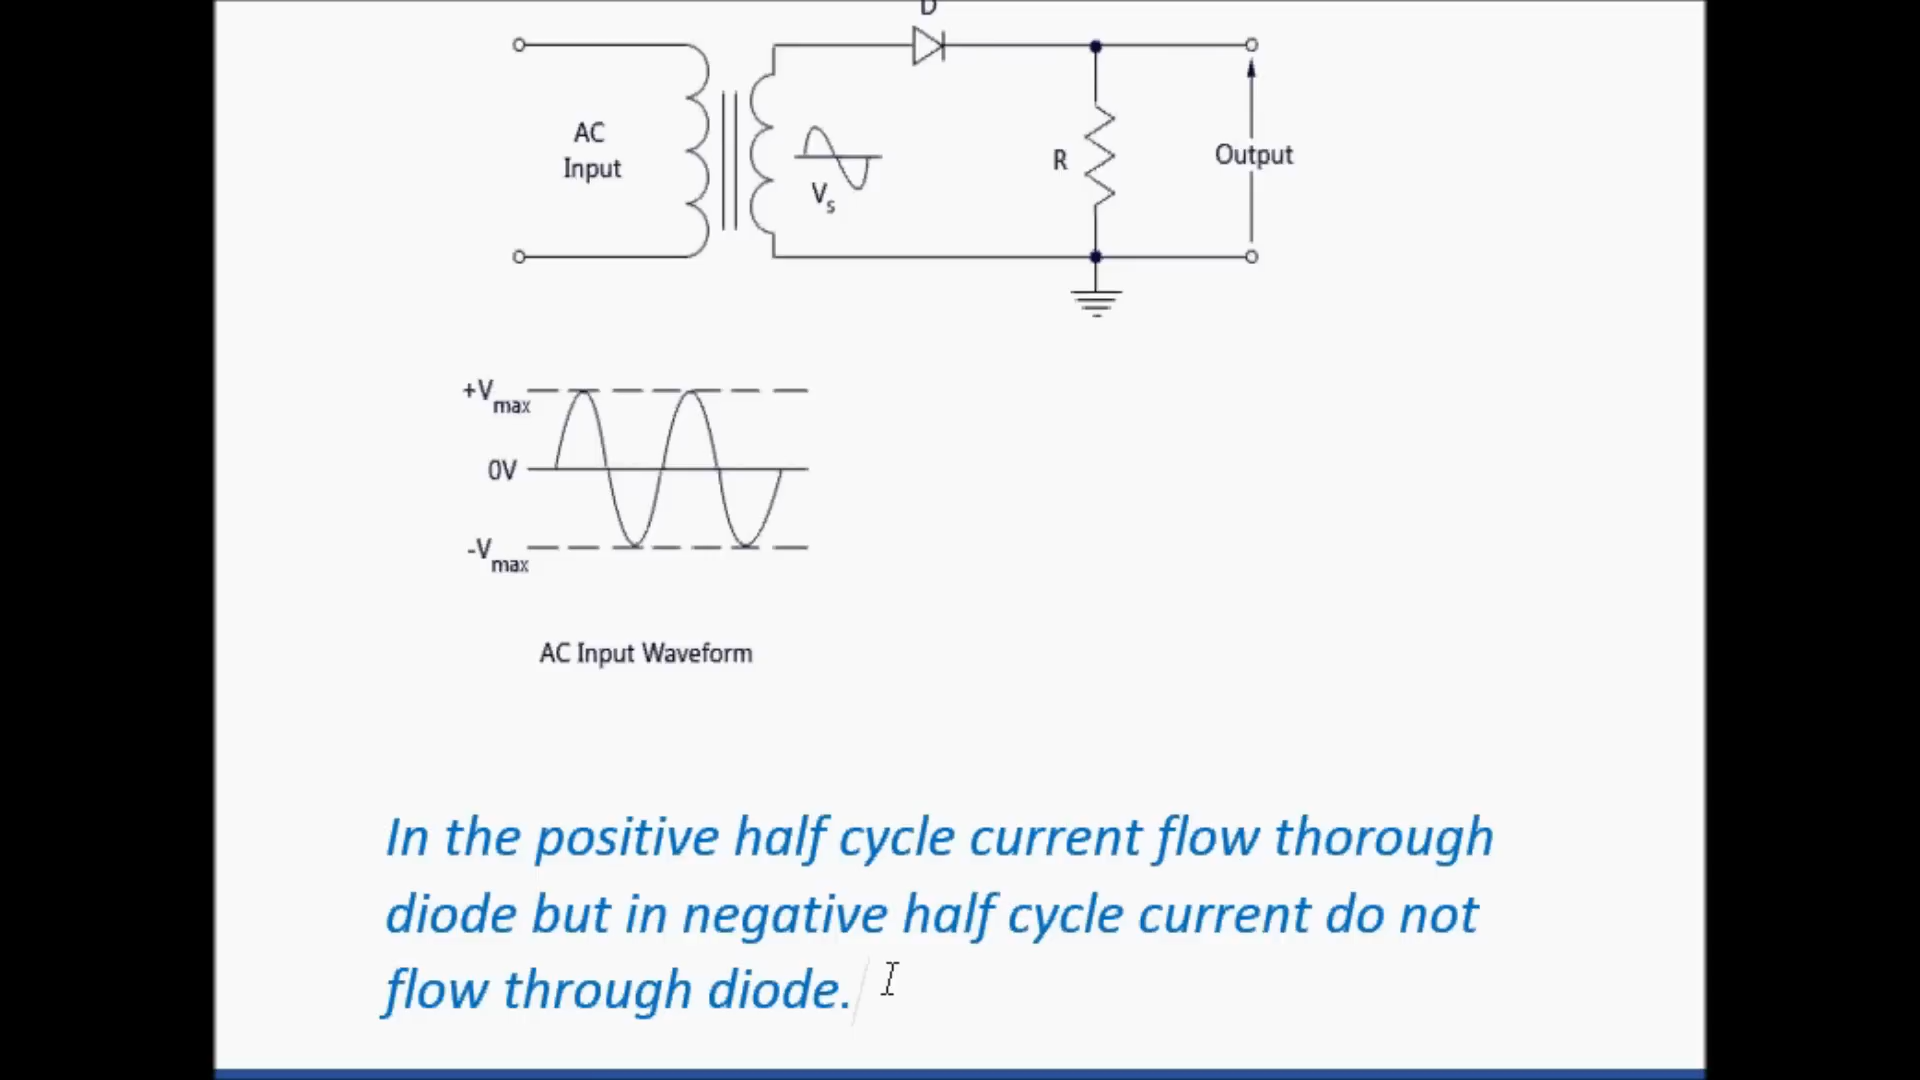 D
AC
Input
Vs
R
Output
+Vmax
0V
-Vmax
AC Input Waveform
In the positive half cycle current flow thorough
diode but in negative half cycle current do not
flow through diode.